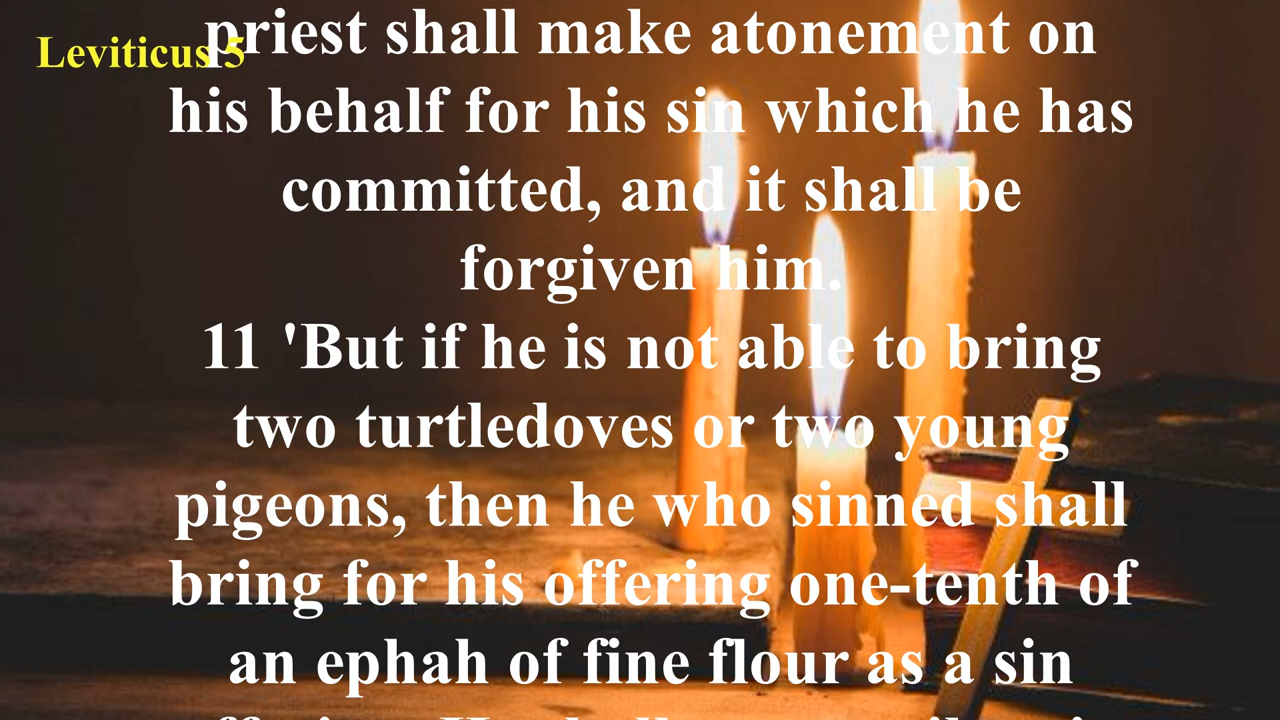 Leviticus 5
priest shall make atonement on
his behalf for his sin which he has
committed, and it shall be
forgiven him.
11 'But if he is not able to bring
two turtledoves or two young
pigeons, then he who sinned shall
bring for his offering one-tenth of
an ephah of fine flour as a sin